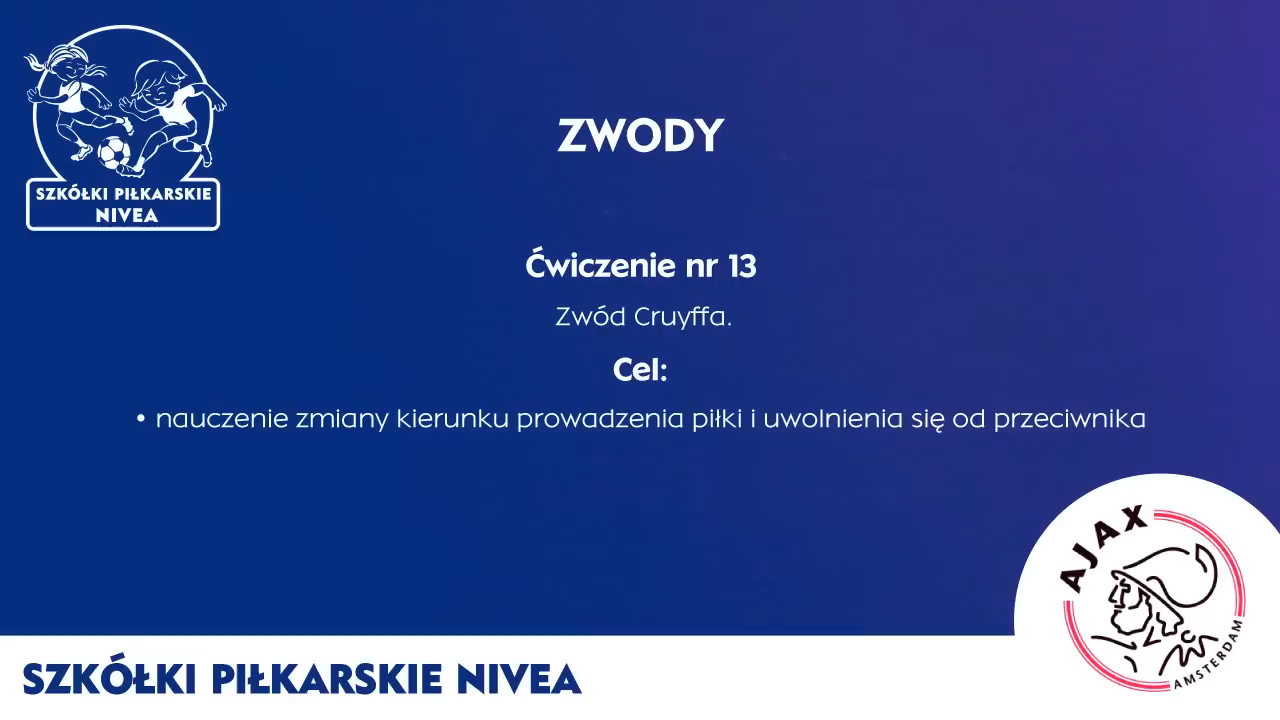 SZKÓŁKI PIŁKARSKIE
NIVEA
ZWODY
Ćwiczenie nr 13
Zwód Cruyffa.
Cel:
• nauczenie zmiany kierunku prowadzenia piłki i uwolnienia się od przeciwnika
AJAX
AMSTERDAM
SZKÓŁKI PIŁKARSKIE NIVEA